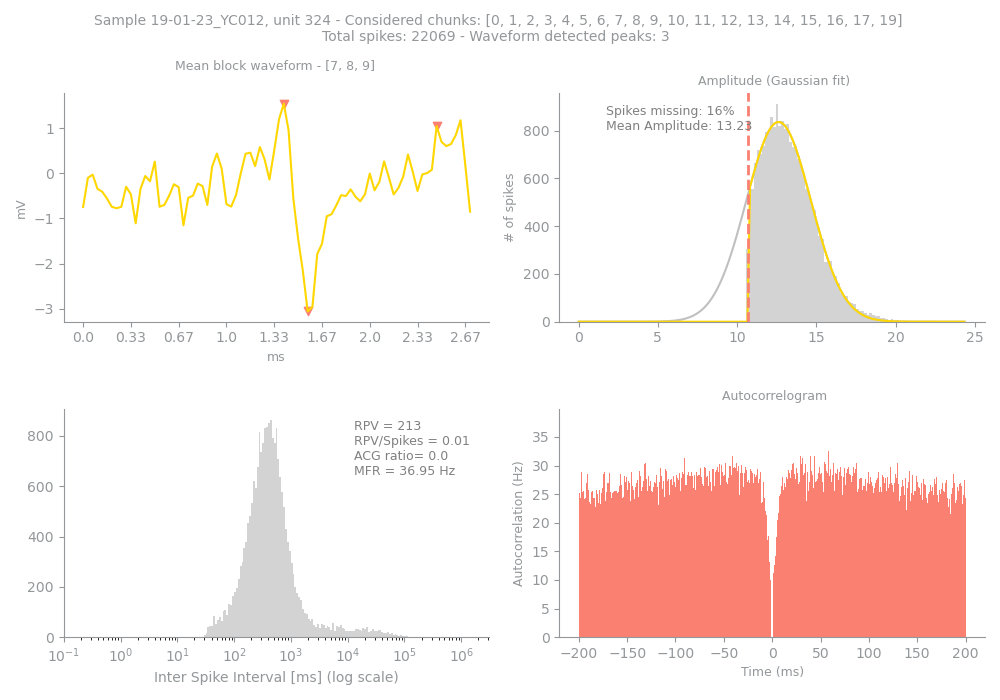 Sample 19-01-23_YC012, unit 324 - Considered chunks: [0, 1, 2, 3, 4, 5, 6, 7, 8, 9, 10, 11, 12, 13, 14, 15, 16, 17, 19]
Total spikes: 22069 - Waveform detected peaks: 3
Mean block waveform - [7, 8, 9]
mV
1
0
−1
−2
−3
0.0 0.33 0.67 1.0 1.33 1.67 2.0 2.33 2.67
ms
Amplitude (Gaussian fit)
Spikes missing: 16%
Mean Amplitude: 13.23
# of spikes
800
600
400
200
0
0 5 10 15 20 25
800
600
400
200
0
RPV = 213
RPV/Spikes = 0.01
ACG ratio= 0.0
MFR = 36.95 Hz
10⁻¹ 10⁰ 10¹ 10² 10³ 10⁴ 10⁵ 10⁶
Inter Spike Interval [ms] (log scale)
Autocorrelogram
Autocorrelation (Hz)
35
30
25
20
15
10
5
0
−200 −150 −100 −50 0 50 100 150 200
Time (ms)